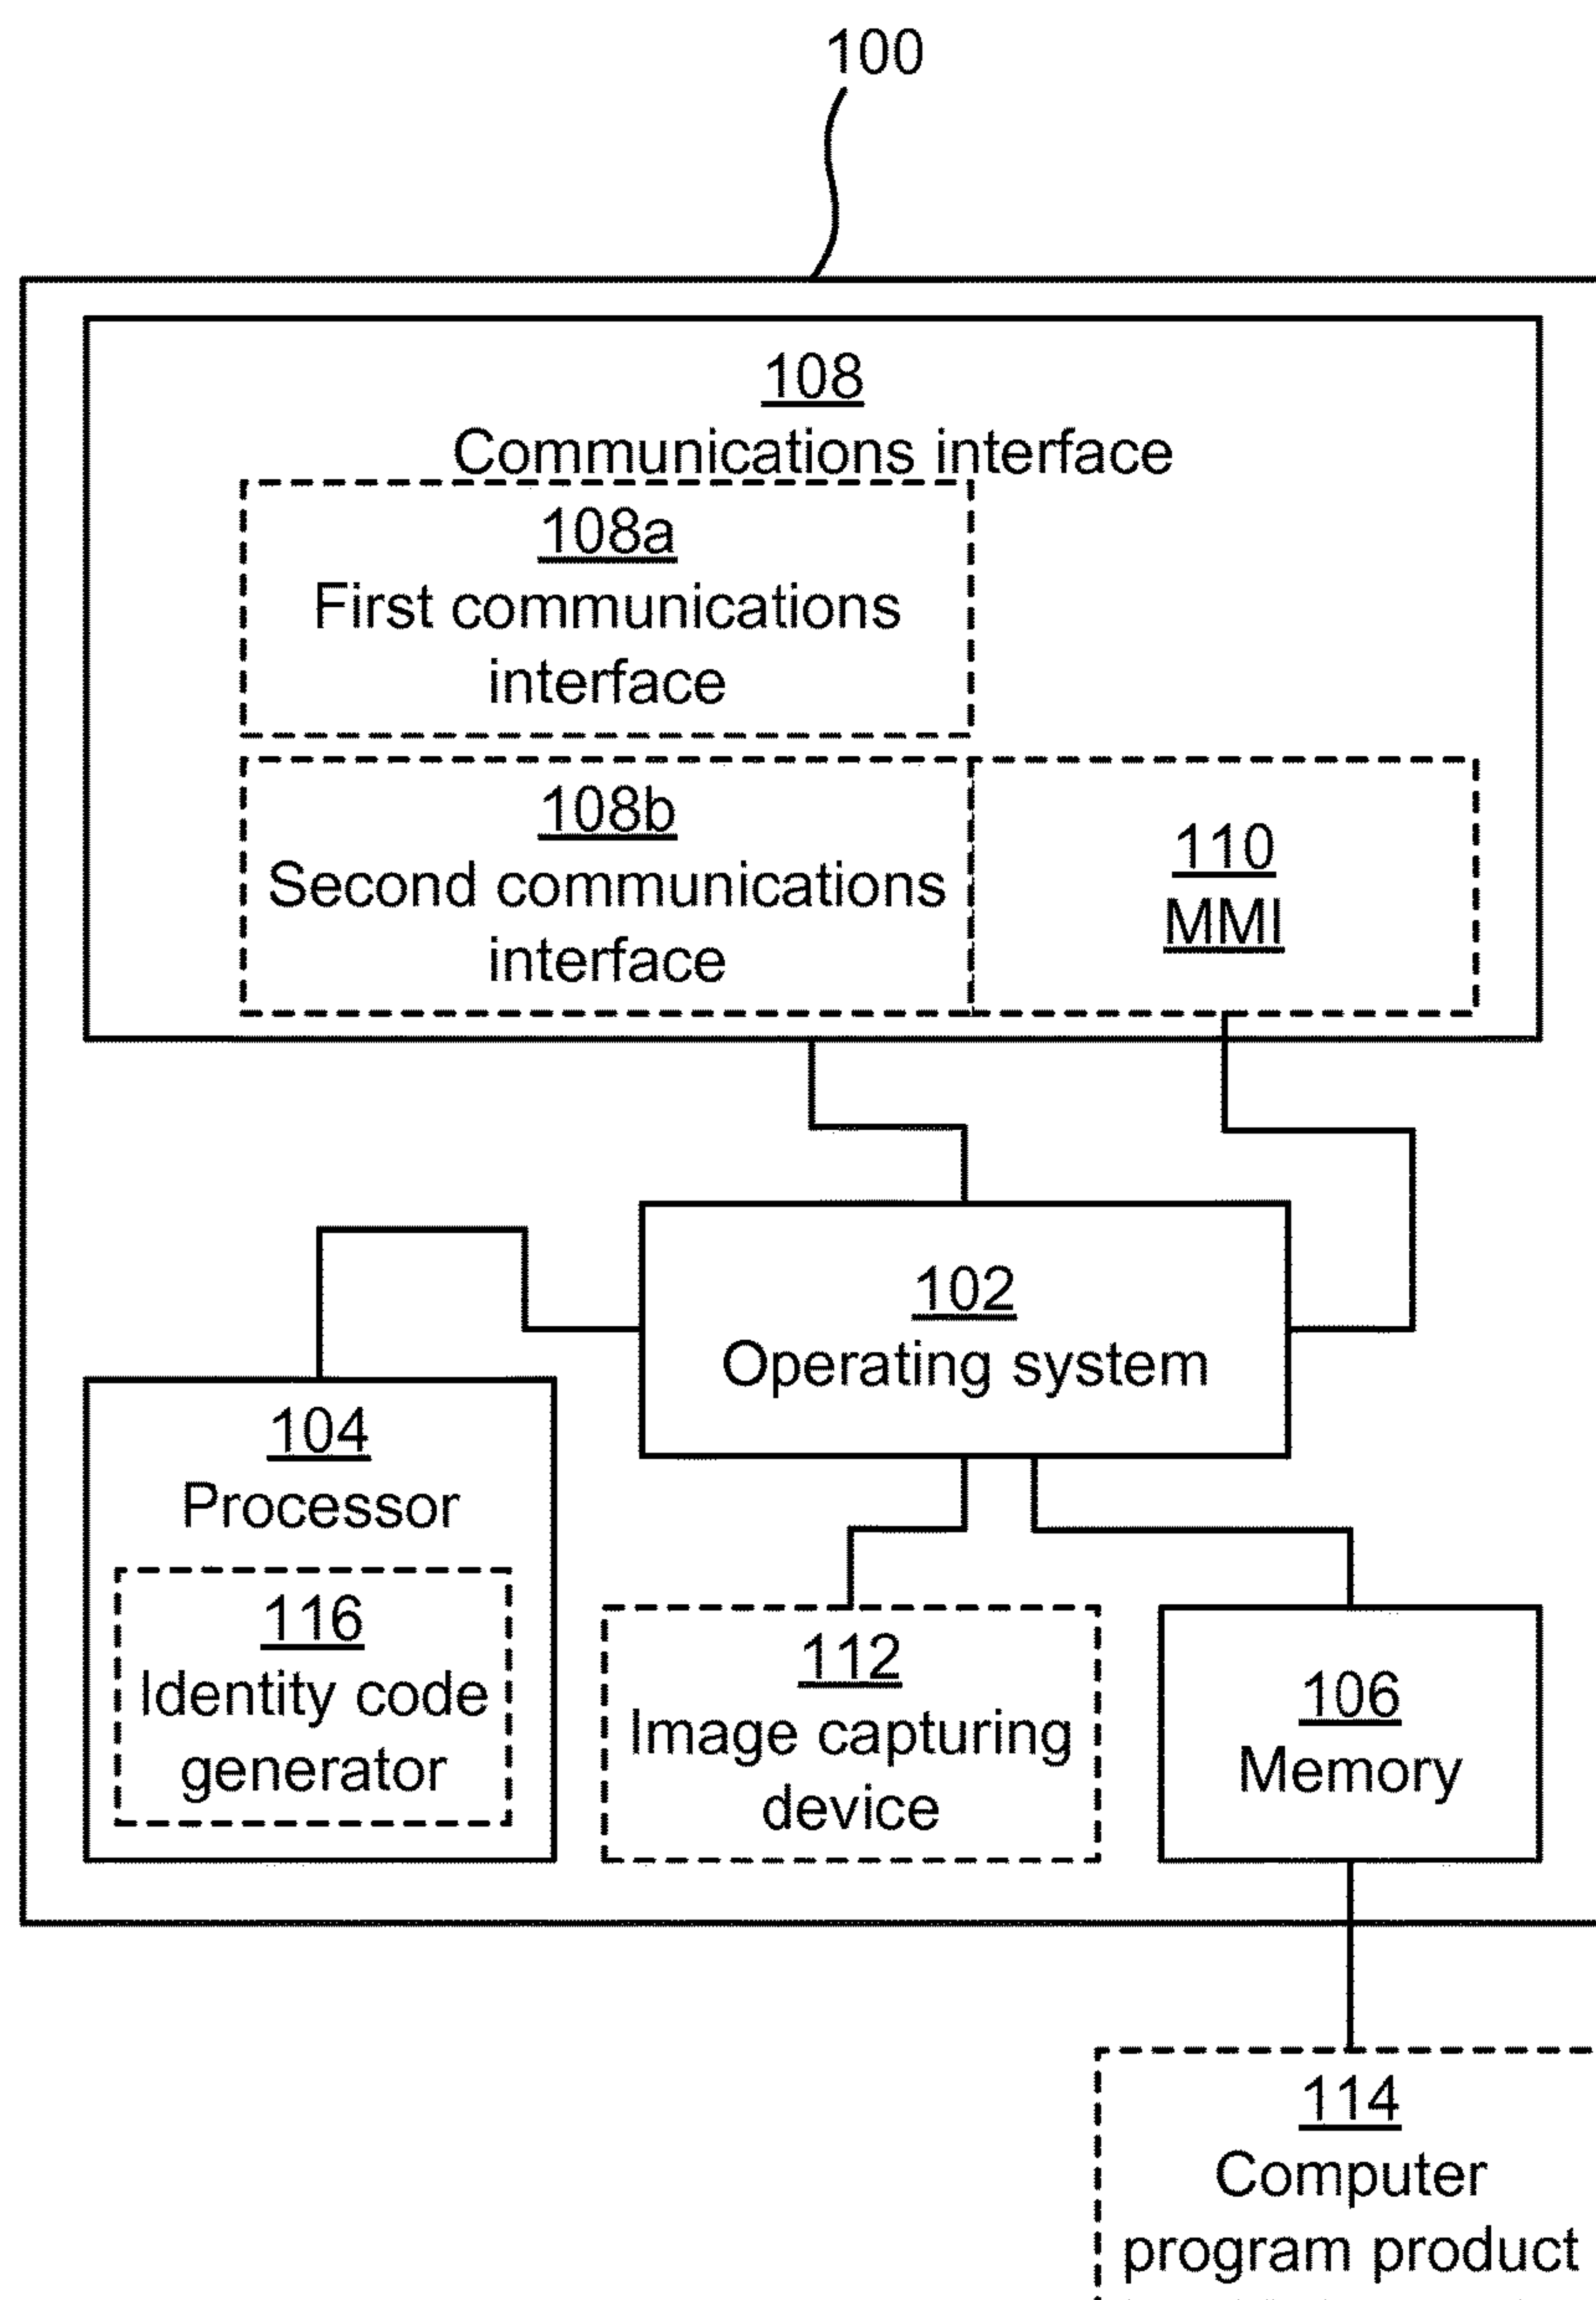 100
108
Communications interface
108a
First communications
interface
108b
Second communications
interface
110
MMI
102
Operating system
104
Processor
116
Identity code
generator
112
Image capturing
device
106
Memory
114
Computer
program product